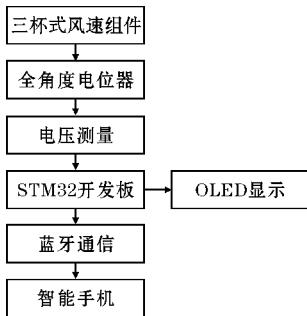 三杯式风速组件
全角度电位器
电压测量
STM32开发板
OLED显示
蓝牙通信
智能手机